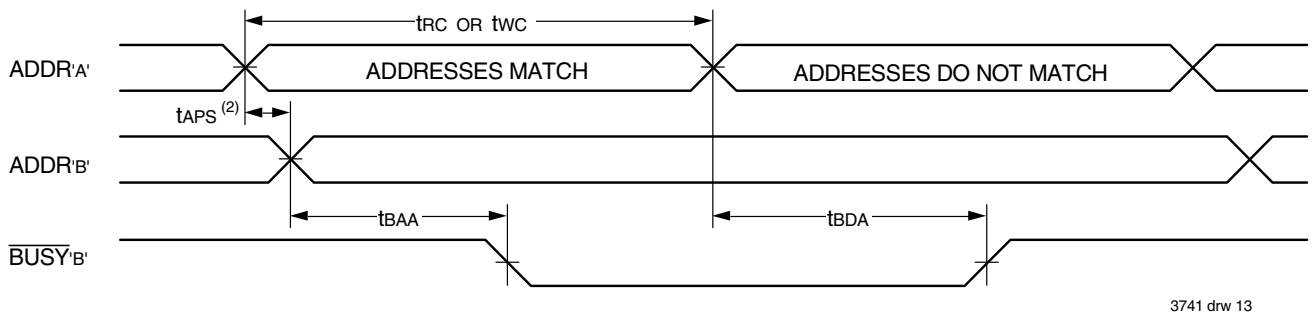 tRC OR tWC
ADDR'A'
ADDRESSES MATCH
ADDRESSES DO NOT MATCH
tAPS (2)
ADDR'B'
tBAA
tBDA
BUSY'B'
3741 drw 13